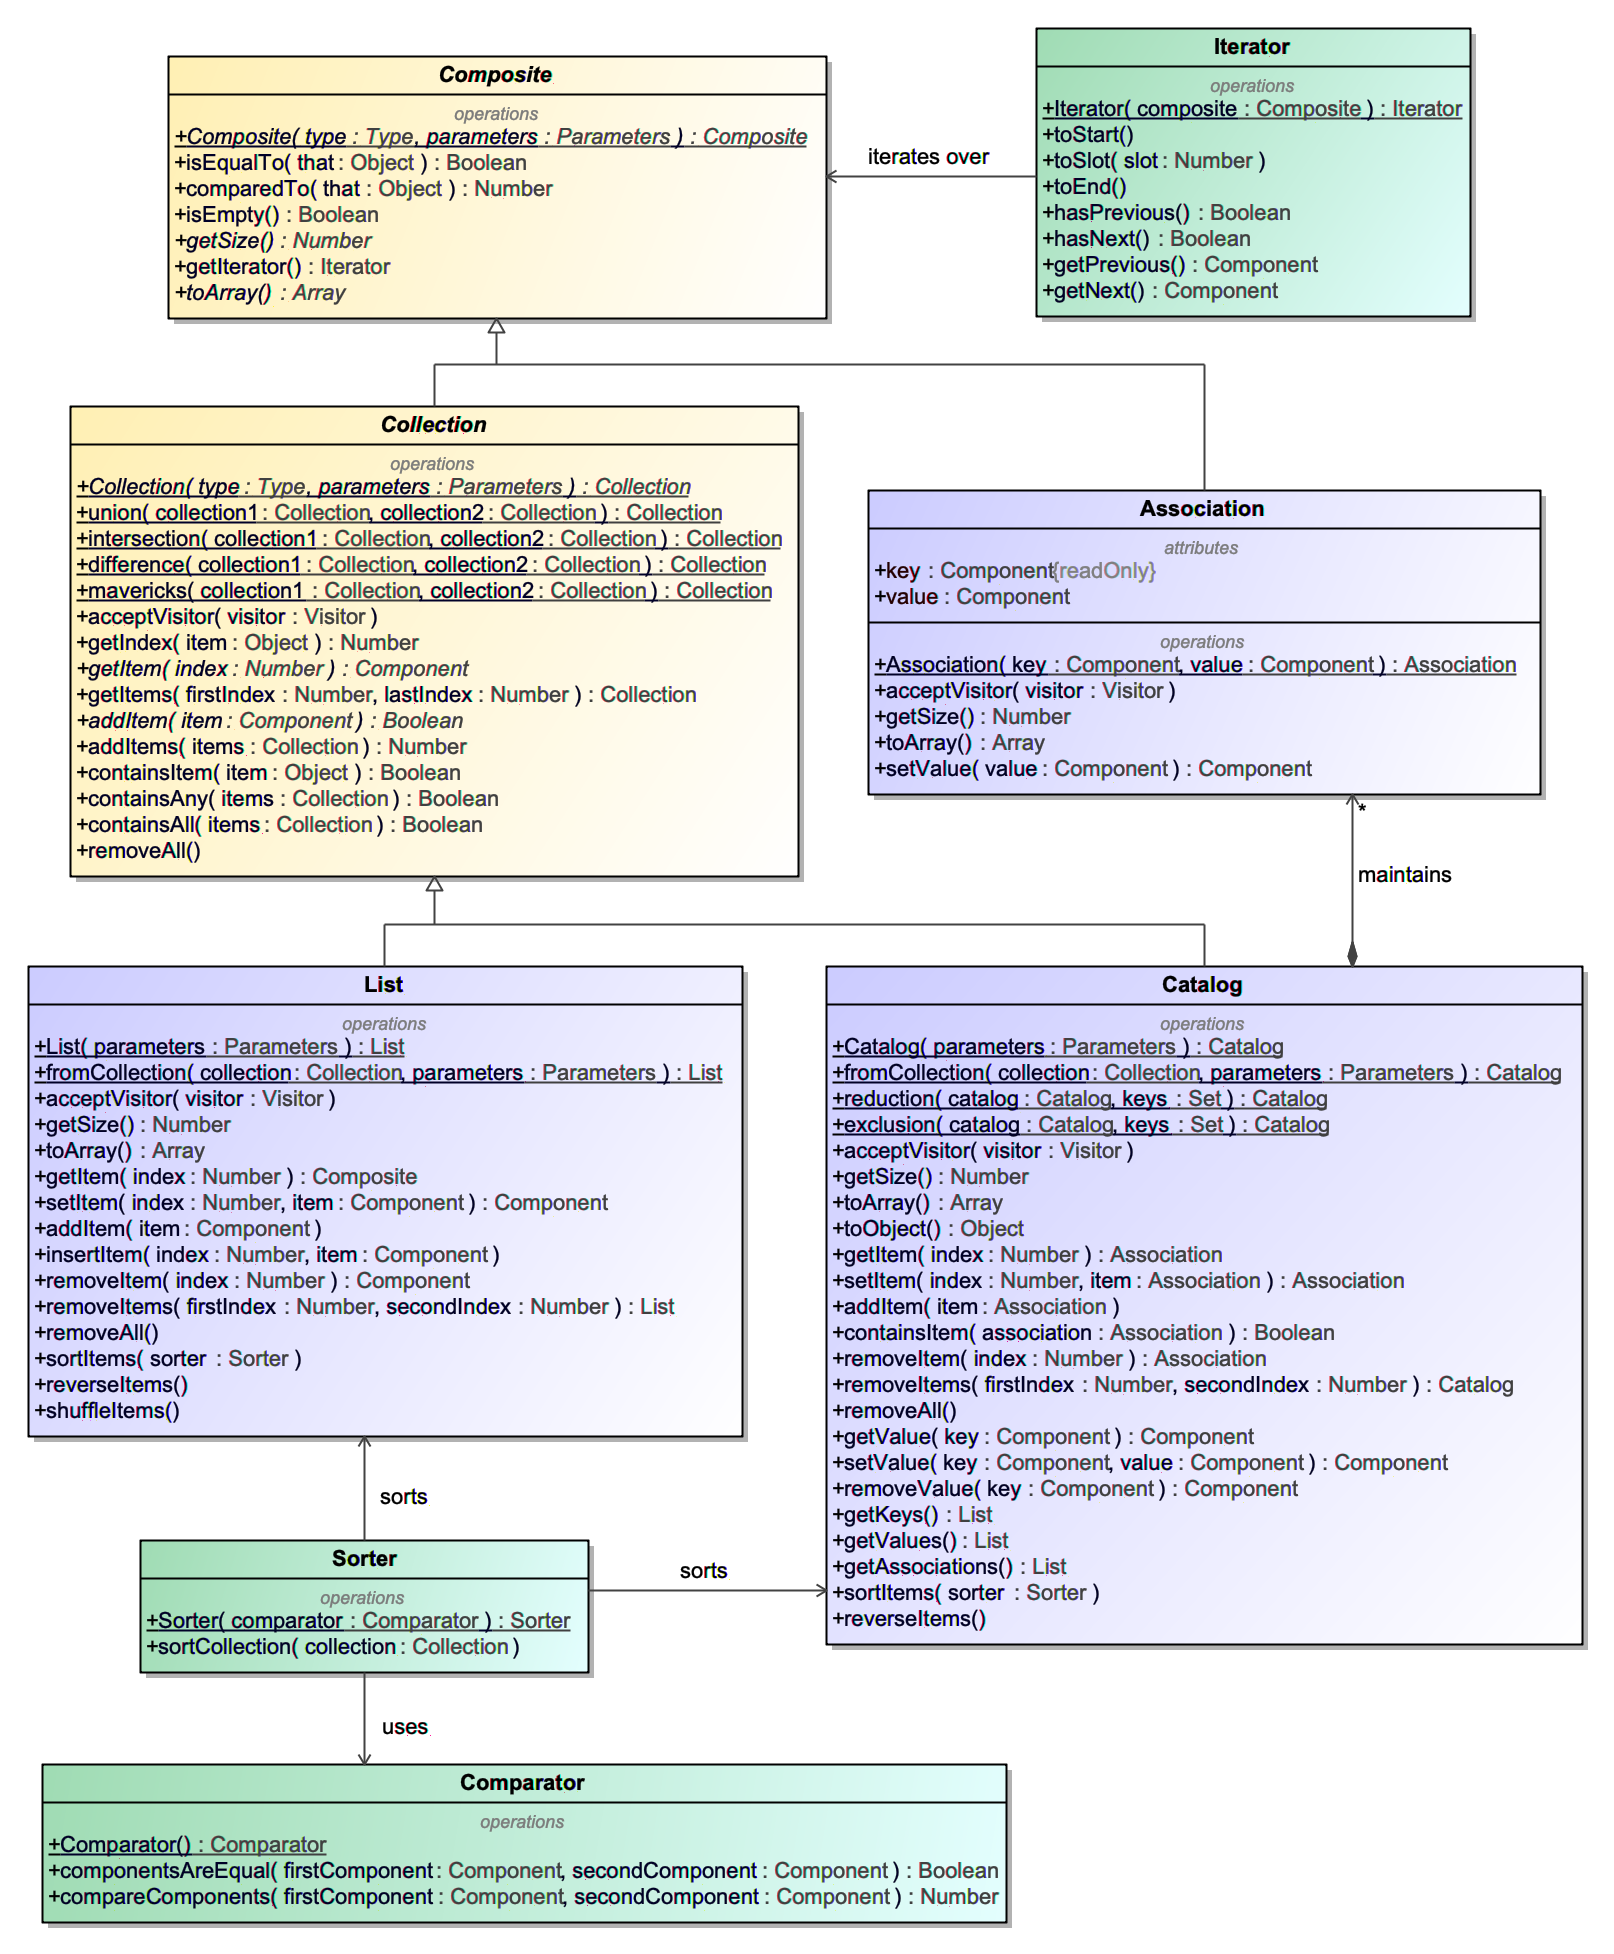 Composite
operations
+Composite( type : Type, parameters : Parameters ) : Composite
+isEqualTo( that : Object ) : Boolean
+comparedTo( that : Object ) : Number
+isEmpty() : Boolean
+getSize() : Number
+getIterator() : Iterator
+toArray() : Array
iterates over
Iterator
operations
+Iterator( composite : Composite ) : Iterator
+toStart()
+toSlot( slot : Number )
+toEnd()
+hasPrevious() : Boolean
+hasNext() : Boolean
+getPrevious() : Component
+getNext() : Component
Collection
operations
+Collection( type : Type, parameters : Parameters ) : Collection
+union( collection1 : Collection, collection2 : Collection ) : Collection
+intersection( collection1 : Collection, collection2 : Collection ) : Collection
+difference( collection1 : Collection, collection2 : Collection ) : Collection
+mavericks( collection1 : Collection, collection2 : Collection ) : Collection
+acceptVisitor( visitor : Visitor )
+getIndex( item : Object ) : Number
+getItem( index : Number ) : Component
+getItems( firstIndex : Number, lastIndex : Number ) : Collection
+addItem( item : Component ) : Boolean
+addItems( items : Collection ) : Number
+containsItem( item : Object ) : Boolean
+containsAny( items : Collection ) : Boolean
+containsAll( items : Collection ) : Boolean
+removeAll()
Association
attributes
+key : Component{readOnly}
+value : Component
operations
+Association( key : Component, value : Component ) : Association
+acceptVisitor( visitor : Visitor )
+getSize() : Number
+toArray() : Array
+setValue( value : Component ) : Component
*
maintains
List
operations
+List( parameters : Parameters ) : List
+fromCollection( collection : Collection, parameters : Parameters ) : List
+acceptVisitor( visitor : Visitor )
+getSize() : Number
+toArray() : Array
+getItem( index : Number ) : Composite
+setItem( index : Number, item : Component ) : Component
+addItem( item : Component )
+insertItem( index : Number, item : Component )
+removeItem( index : Number ) : Component
+removeItems( firstIndex : Number, secondIndex : Number ) : List
+removeAll()
+sortItems( sorter : Sorter )
+reverseItems()
+shuffleItems()
Catalog
operations
+Catalog( parameters : Parameters ) : Catalog
+fromCollection( collection : Collection, parameters : Parameters ) : Catalog
+reduction( catalog : Catalog, keys : Set ) : Catalog
+exclusion( catalog : Catalog, keys : Set ) : Catalog
+acceptVisitor( visitor : Visitor )
+getSize() : Number
+toArray() : Array
+toObject() : Object
+getItem( index : Number ) : Association
+setItem( index : Number, item : Association ) : Association
+addItem( item : Association )
+containsItem( association : Association ) : Boolean
+removeItem( index : Number ) : Association
+removeItems( firstIndex : Number, secondIndex : Number ) : Catalog
+removeAll()
+getValue( key : Component ) : Component
+setValue( key : Component, value : Component ) : Component
+removeValue( key : Component ) : Component
+getKeys() : List
+getValues() : List
+getAssociations() : List
+sortItems( sorter : Sorter )
+reverseItems()
sorts
Sorter
operations
+Sorter( comparator : Comparator ) : Sorter
+sortCollection( collection : Collection )
sorts
uses
Comparator
operations
+Comparator() : Comparator
+componentsAreEqual( firstComponent : Component, secondComponent : Component ) : Boolean
+compareComponents( firstComponent : Component, secondComponent : Component ) : Number